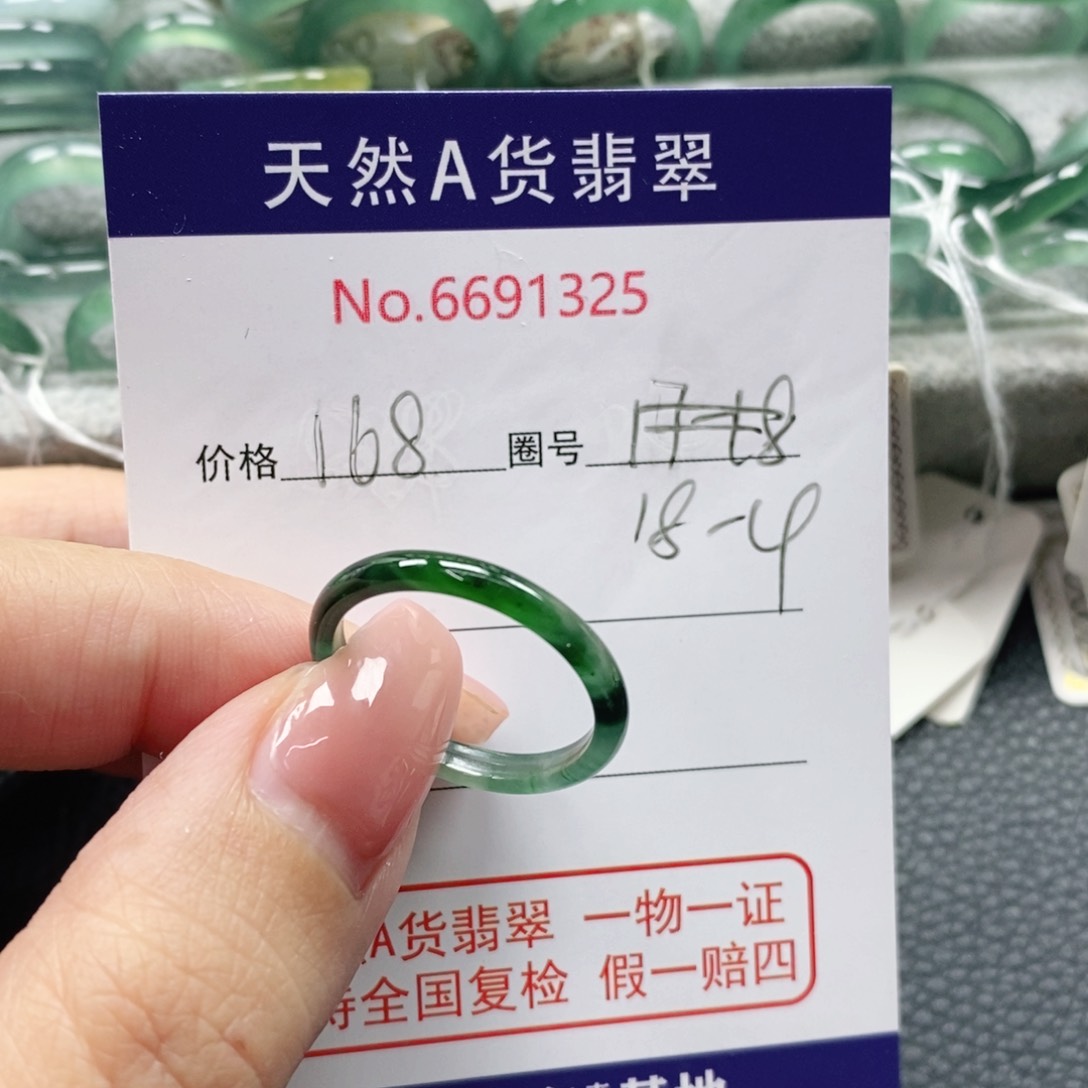 天然A货翡翠
No.6691325
价格 168 圈号 17-18
18-4
A货翡翠 一物一证
持全国复检 假一赔四